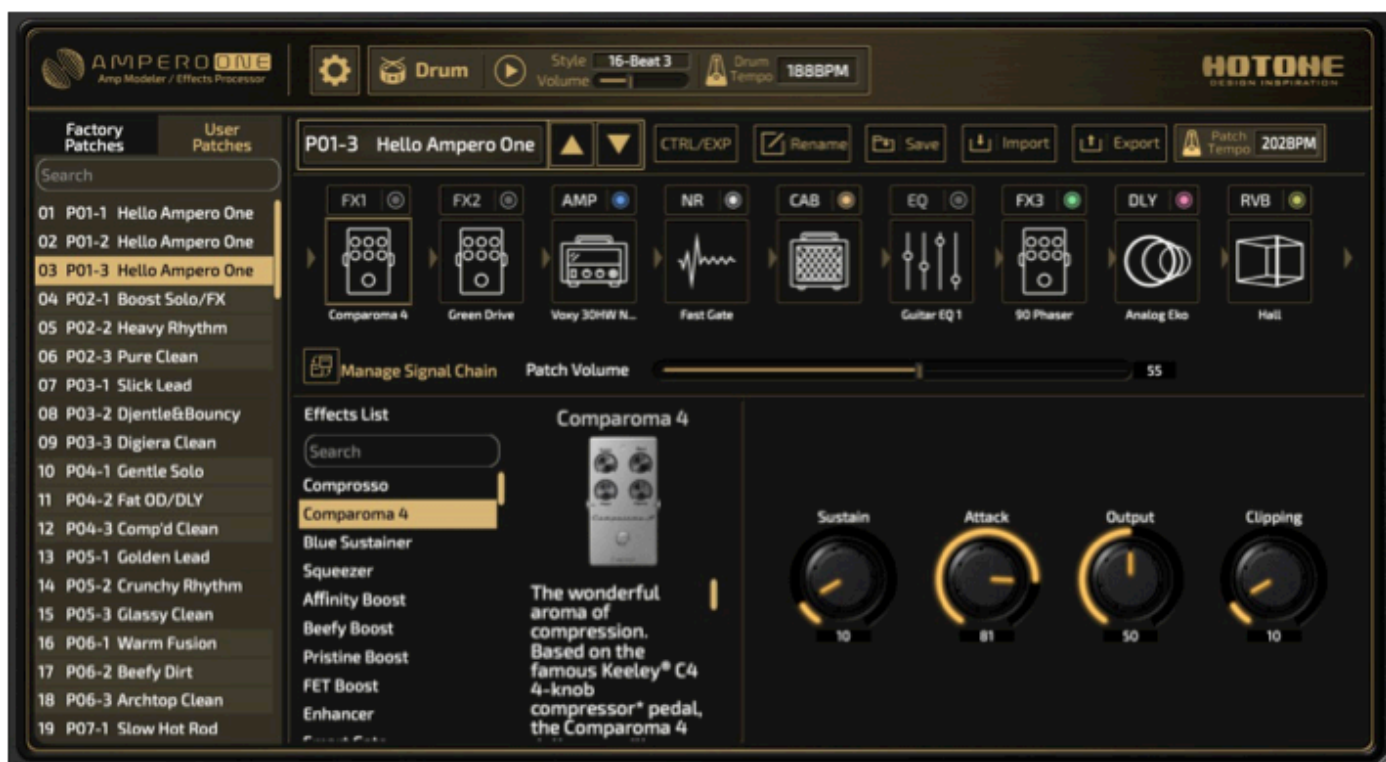 AMPERO ONE
Amp Modeler / Effects Processor
Drum
Style 16-Beat 3
Volume
Drum Tempo 188BPM
HOTONE
DESIGN INSPIRATION
Factory Patches
User Patches
Search
01 P01-1 Hello Ampero One
02 P01-2 Hello Ampero One
03 P01-3 Hello Ampero One
04 P02-1 Boost Solo/FX
05 P02-2 Heavy Rhythm
06 P02-3 Pure Clean
07 P03-1 Slick Lead
08 P03-2 Djentle&Bouncy
09 P03-3 Digiera Clean
10 P04-1 Gentle Solo
11 P04-2 Fat OD/DLY
12 P04-3 Comp'd Clean
13 P05-1 Golden Lead
14 P05-2 Crunchy Rhythm
15 P05-3 Glassy Clean
16 P06-1 Warm Fusion
17 P06-2 Beefy Dirt
18 P06-3 Archtop Clean
19 P07-1 Slow Hot Rod
P01-3 Hello Ampero One
CTRL/EXP
Rename
Save
Import
Export
Patch Tempo 202BPM
FX1 FX2 AMP NR CAB EQ FX3 DLY RVB
Comparoma 4 Green Drive Voxy 30HW N... Fast Gate Guitar EQ 1 90 Phaser Analog Eko Hall
Manage Signal Chain
Patch Volume 55
Effects List
Search
Comprosso
Comparoma 4
Blue Sustainer
Squeezer
Affinity Boost
Beefy Boost
Pristine Boost
FET Boost
Enhancer
Comparoma 4
The wonderful
aroma of
compression.
Based on the
famous Keeley® C4
4-knob
compressor* pedal,
the Comparoma 4
Sustain Attack Output Clipping
10 81 50 10